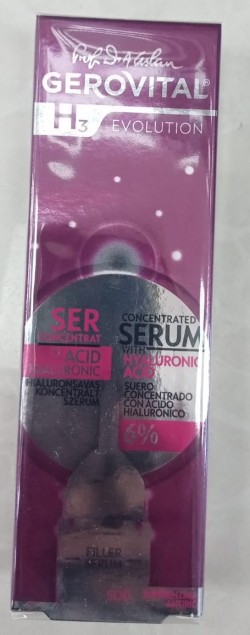 Prof. Dr. A. Aslan
GEROVITAL®
H3 EVOLUTION
SER
CONCENTRAT
ACID
HIALURONIC
HIALURONSAVAS
KONCENTRÁLT
SZÉRUM
CONCENTRATED
SERUM
WITH
HYALURONIC
ACID
SUERO
CONCENTRADO
CON ÁCIDO
HIALURÓNICO
5%
FILLER
SERUM